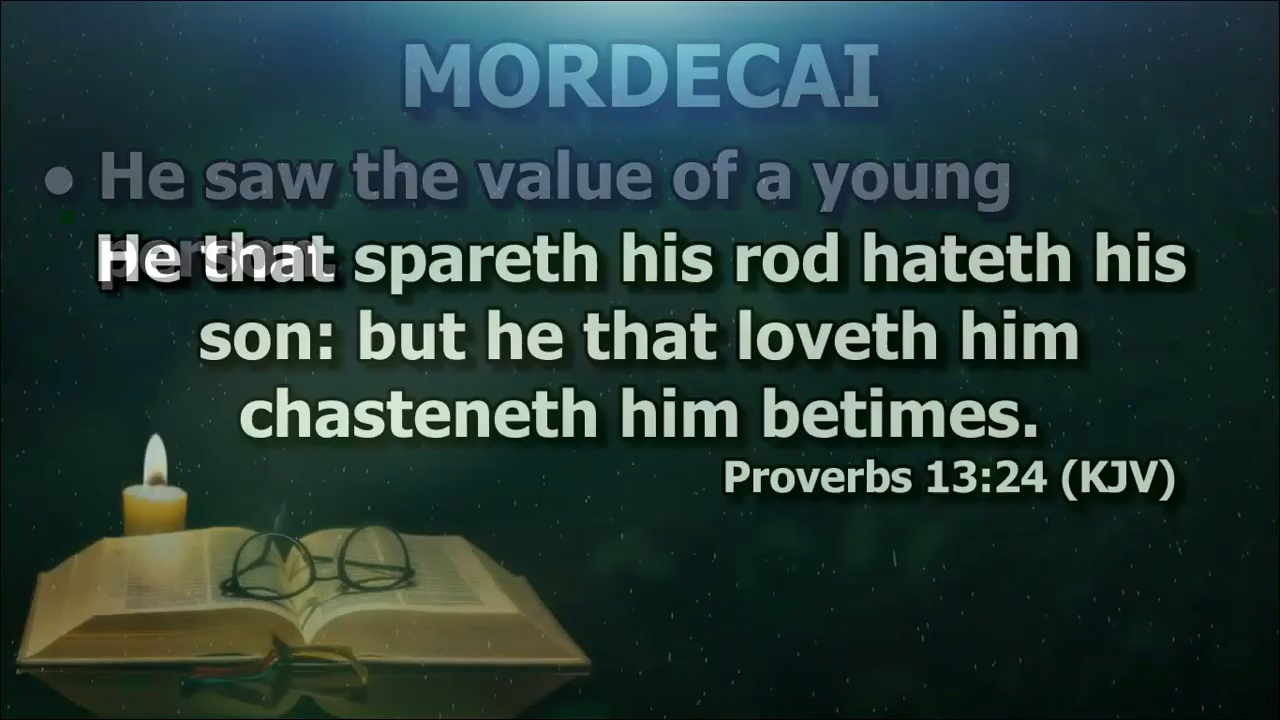 MORDECAI
• He saw the value of a young
person.
He that spareth his rod hateth his
son: but he that loveth him
chasteneth him betimes.
Proverbs 13:24 (KJV)